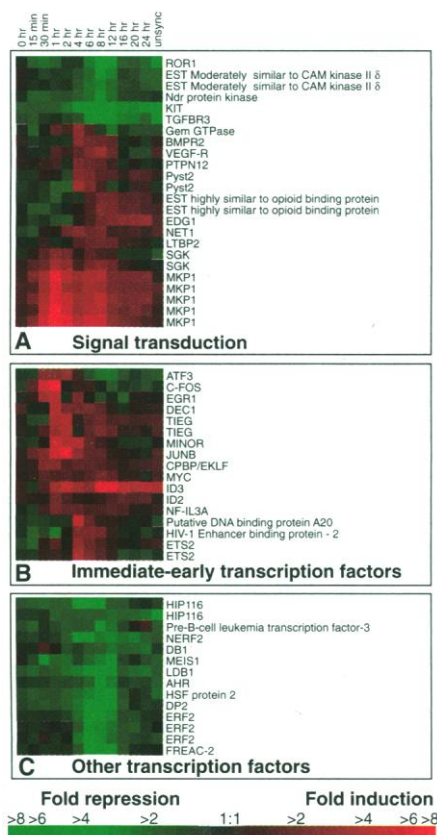 0 hr
15 min
30 min
1 hr
2 hr
4 hr
6 hr
8 hr
12 hr
16 hr
20 hr
24 hr
unsync
ROR1
EST Moderately similar to CAM kinase II δ
EST Moderately similar to CAM kinase II δ
Ndr protein kinase
KIT
TGFBR3
Gem GTPase
BMPR2
VEGF-R
PTPN12
Pyst2
Pyst2
EST highly similar to opioid binding protein
EST highly similar to opioid binding protein
EDG1
NET1
LTBP2
SGK
SGK
MKP1
MKP1
MKP1
MKP1
MKP1
A Signal transduction
ATF3
C-FOS
EGR1
DEC1
TIEG
TIEG
MINOR
JUNB
CPBP/EKLF
MYC
ID3
ID2
NF-IL3A
Putative DNA binding protein A20
HIV-1 Enhancer binding protein - 2
ETS2
ETS2
B Immediate-early transcription factors
HIP116
HIP116
Pre-B-cell leukemia transcription factor-3
NERF2
DB1
MEIS1
LDB1
AHR
HSF protein 2
DP2
ERF2
ERF2
ERF2
FREAC-2
C Other transcription factors
Fold repression Fold induction
>8 >6 >4 >2 1:1 >2 >4 >6 >8